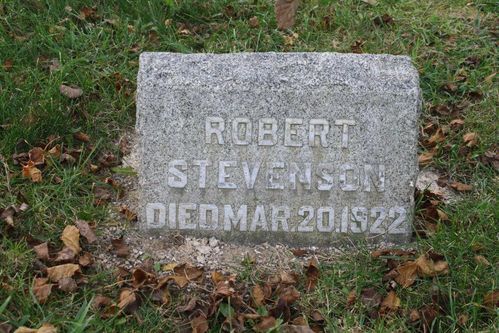 ROBERT
STEVENSON
DIED MAR. 20, 1922